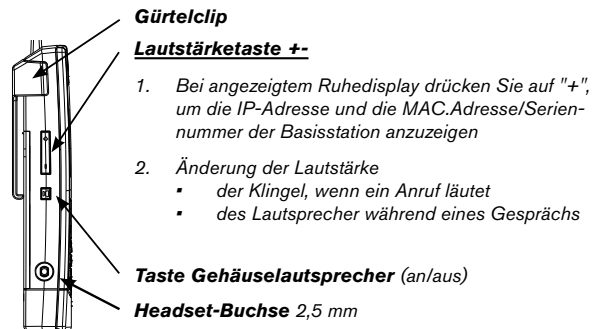 Gürtelclip
Lautstärketaste +-
1. Bei angezeigtem Ruhedisplay drücken Sie auf "+",
um die IP-Adresse und die MAC.Adresse/Serien-
nummer der Basisstation anzuzeigen
2. Änderung der Lautstärke
▪ der Klingel, wenn ein Anruf läutet
▪ des Lautsprecher während eines Gesprächs
Taste Gehäuselautsprecher (an/aus)
Headset-Buchse 2,5 mm